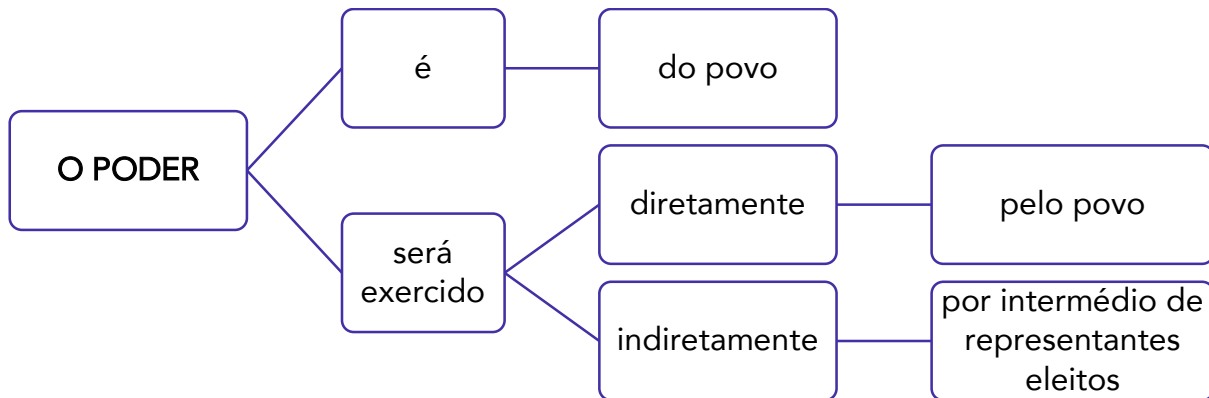 O PODER
é
do povo
será
exercido
diretamente
pelo povo
indiretamente
por intermédio de
representantes
eleitos